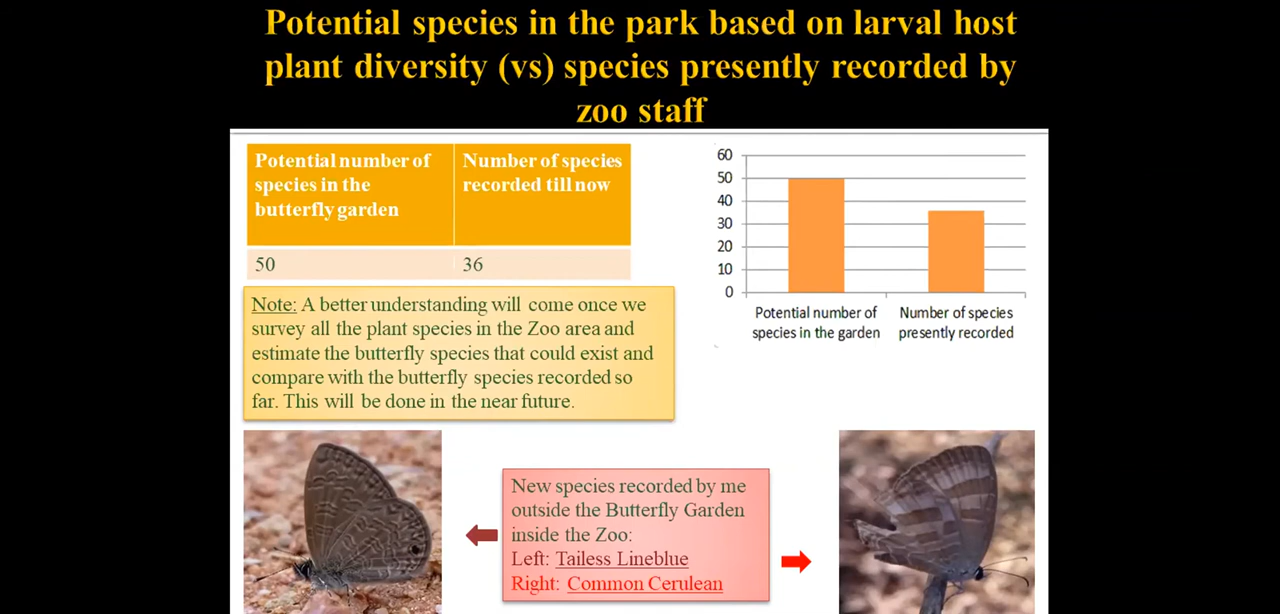 Potential species in the park based on larval host
plant diversity (vs) species presently recorded by
zoo staff
Potential number of
species in the
butterfly garden
Number of species
recorded till now
50
36
Note: A better understanding will come once we
survey all the plant species in the Zoo area and
estimate the butterfly species that could exist and
compare with the butterfly species recorded so
far. This will be done in the near future.
60
50
40
30
20
10
0
Potential number of
species in the garden
Number of species
presently recorded
New species recorded by me
outside the Butterfly Garden
inside the Zoo:
Left: Tailess Lineblue
Right: Common Cerulean